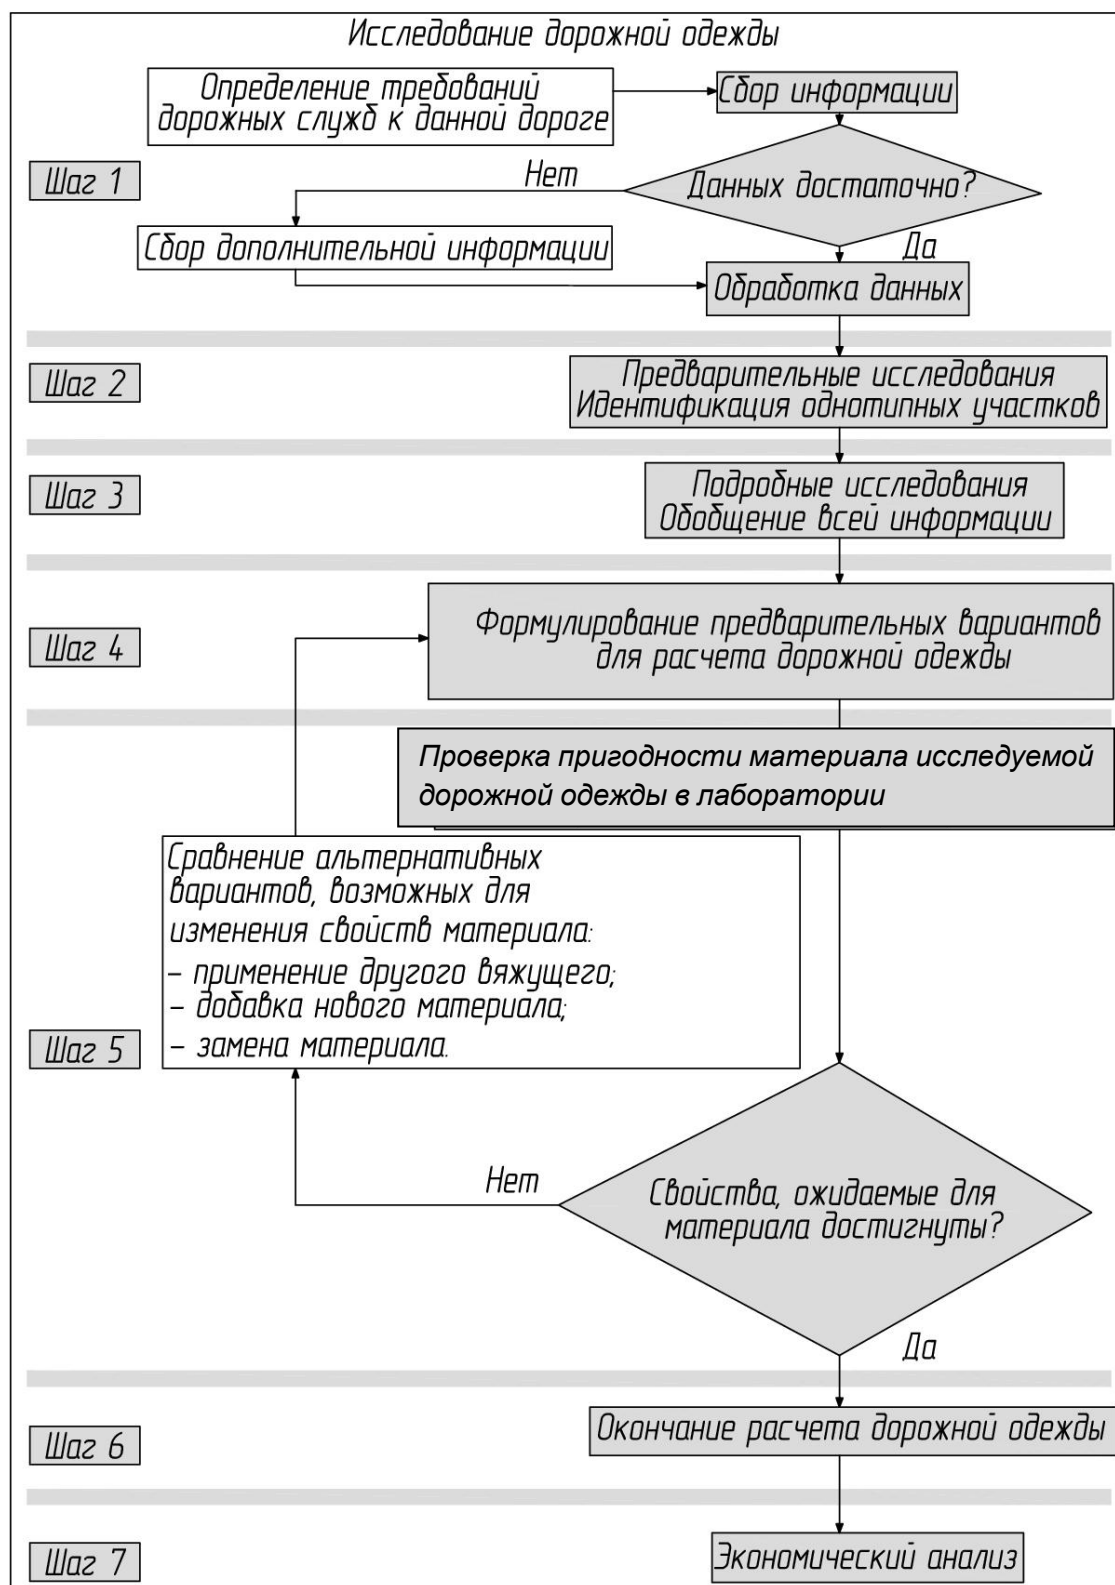 Исследование дорожной одежды
Определение требований
дорожных служб к данной дороге
Сбор информации
Шаг 1
Нет
Данных достаточно?
Сбор дополнительной информации
Да
Обработка данных
Шаг 2
Предварительные исследования
Идентификация однотипных участков
Шаг 3
Подробные исследования
Обобщение всей информации
Шаг 4
Формулирование предварительных вариантов
для расчета дорожной одежды
Проверка пригодности материала исследуемой
дорожной одежды в лаборатории
Сравнение альтернативных
вариантов, возможных для
изменения свойств материала:
– применение другого вяжущего;
– добавка нового материала;
– замена материала.
Шаг 5
Нет
Свойства, ожидаемые для
материала достигнуты?
Да
Шаг 6
Окончание расчета дорожной одежды
Шаг 7
Экономический анализ